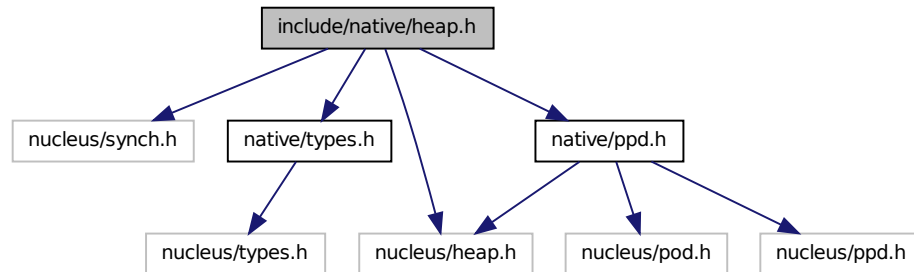 include/native/heap.h
nucleus/synch.h
native/types.h
native/ppd.h
nucleus/types.h
nucleus/heap.h
nucleus/pod.h
nucleus/ppd.h